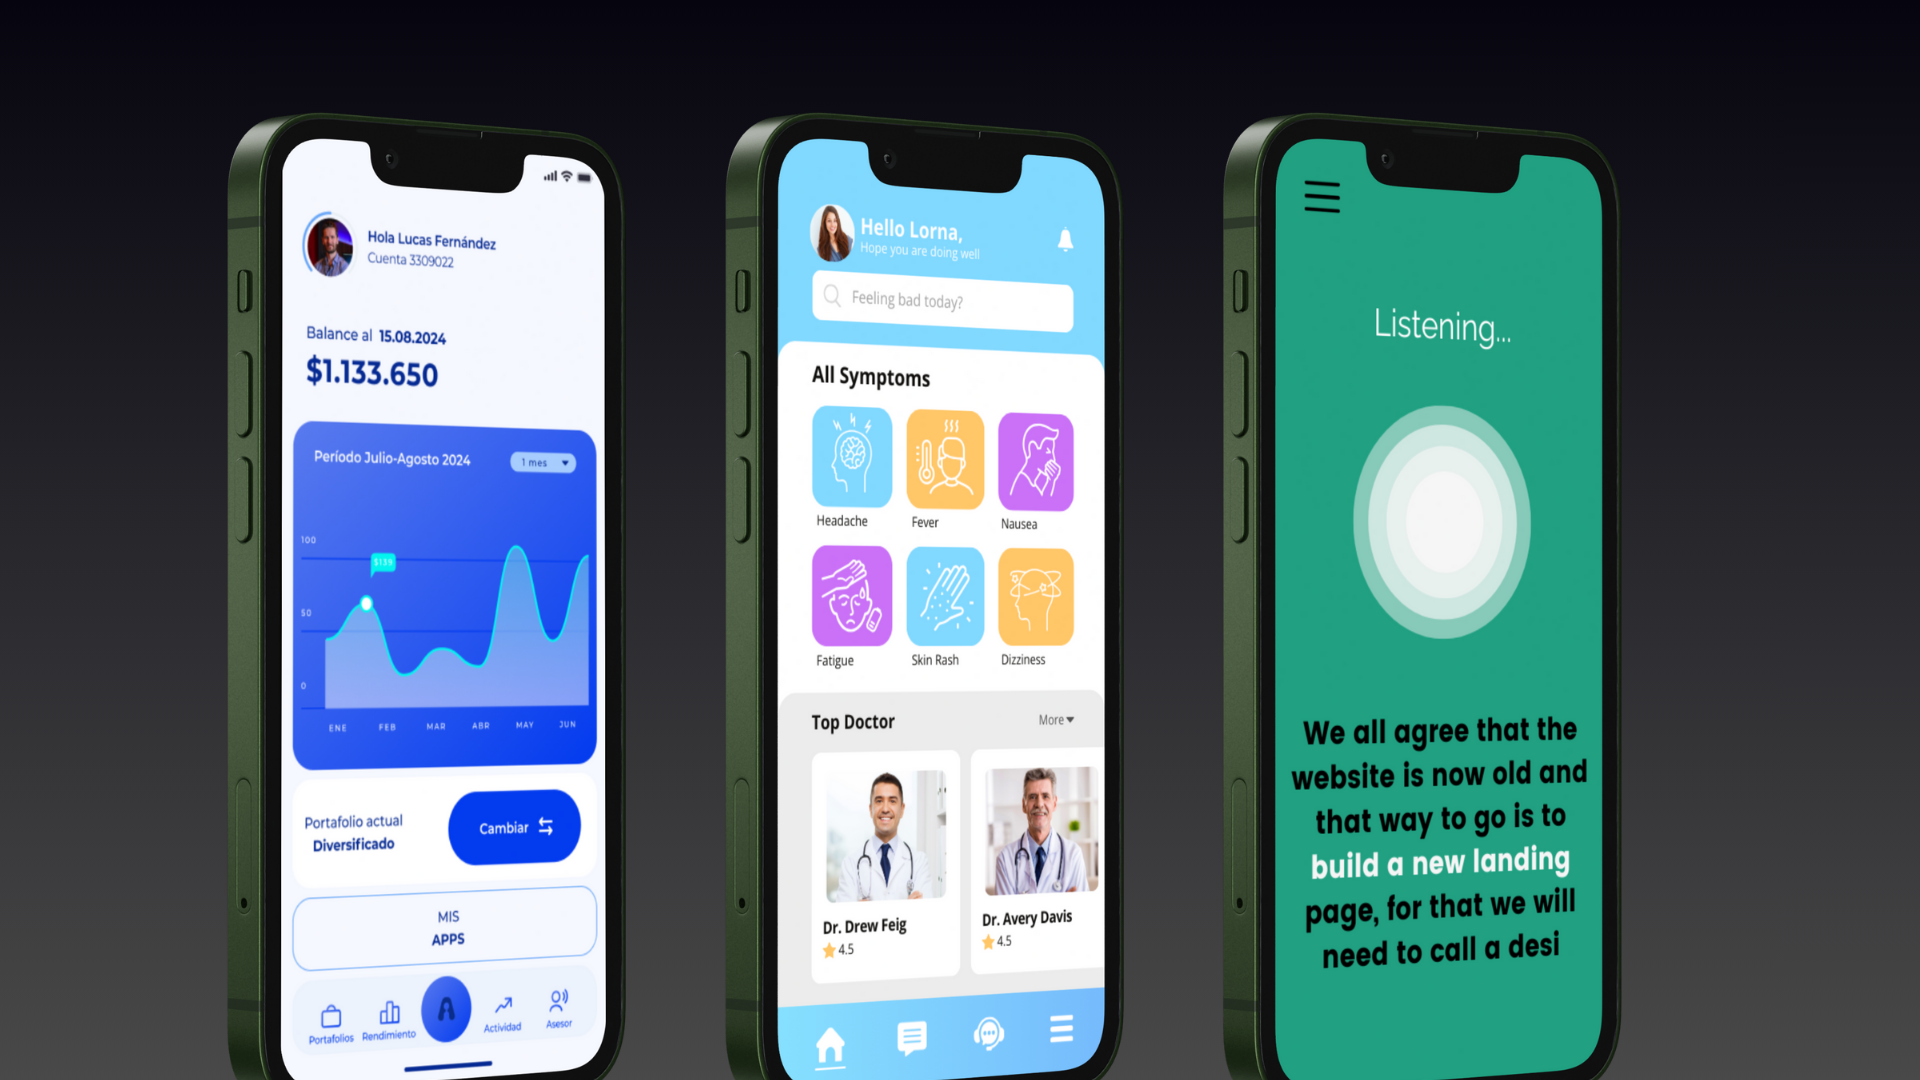 Hola Lucas Fernández
Cuenta 3309022
Balance al 15.08.2024
$1.133.650
Período Julio-Agosto 2024
1 mes
100
$139
50
0
ENE FEB MAR ABR MAY JUN
Portafolio actual
Diversificado
Cambiar
MIS
APPS
Portafolios
Rendimiento
A
Actividad
Asesor
Hello Lorna,
Hope you are doing well
Feeling bad today?
All Symptoms
Headache
Fever
Nausea
Fatigue
Skin Rash
Dizziness
Top Doctor
More
Dr. Drew Feig
4.5
Dr. Avery Davis
4.5
Listening...
We all agree that the
website is now old and
that way to go is to
build a new landing
page, for that we will
need to call a desi